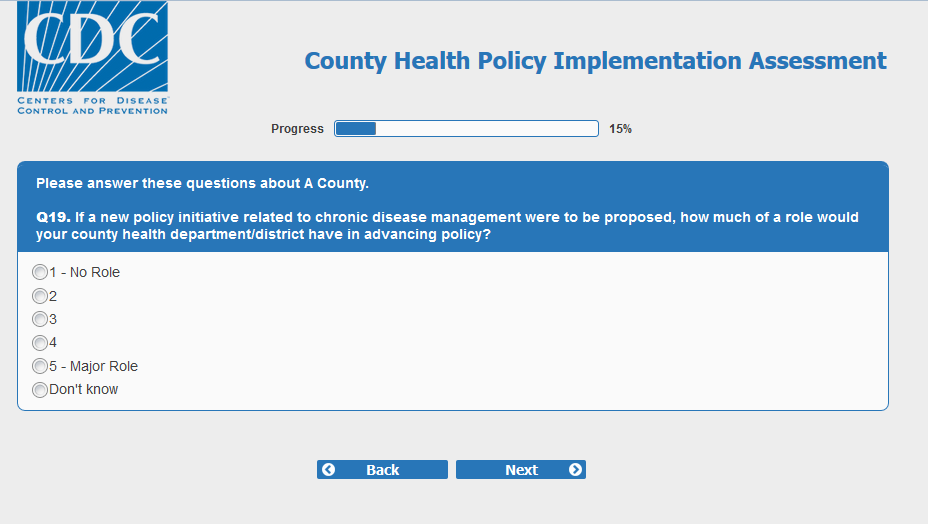 CDC
CENTERS FOR DISEASE
CONTROL AND PREVENTION
County Health Policy Implementation Assessment
Progress 15%
Please answer these questions about A County.
Q19. If a new policy initiative related to chronic disease management were to be proposed, how much of a role would
your county health department/district have in advancing policy?
1 - No Role
2
3
4
5 - Major Role
Don't know
Back Next